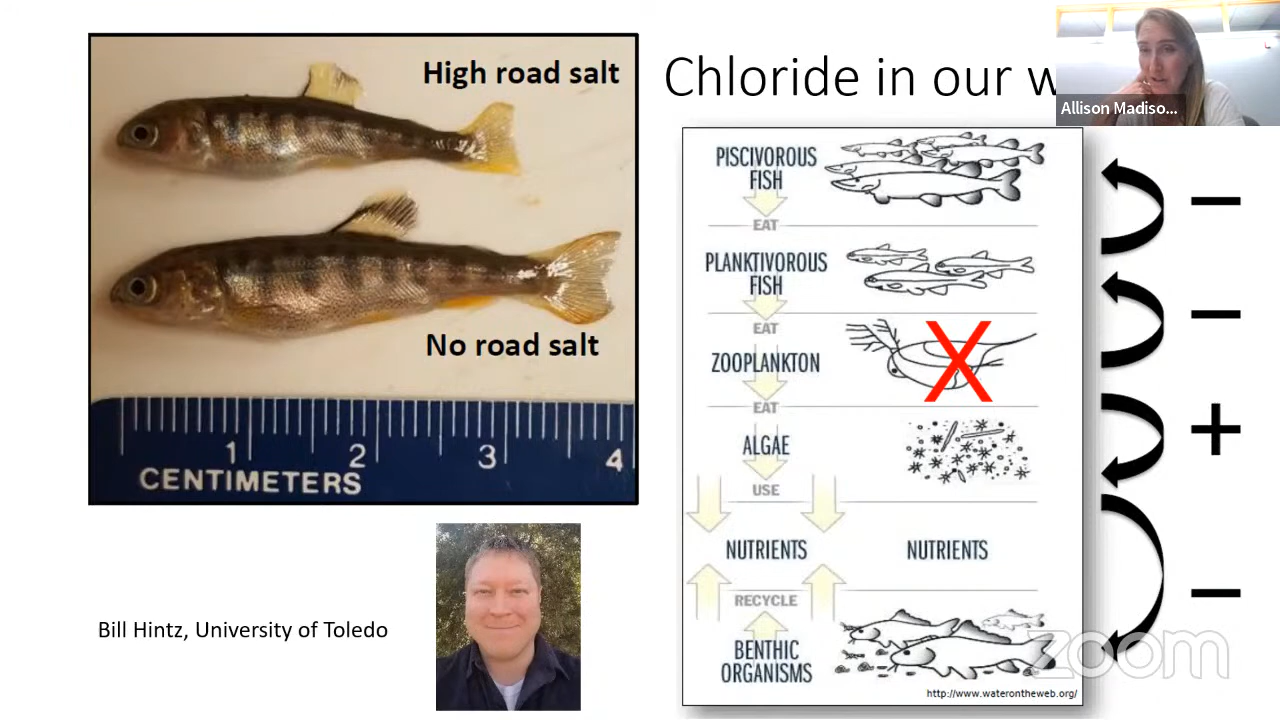 High road salt
No road salt
1 2 3 4
CENTIMETERS
Bill Hintz, University of Toledo
Chloride in our w
Allison Madiso...
PISCIVOROUS
FISH
EAT
PLANKTIVOROUS
FISH
EAT
ZOOPLANKTON
X
EAT
ALGAE
USE
NUTRIENTS NUTRIENTS
RECYCLE
BENTHIC
ORGANISMS
http://www.waterontheweb.org/
−
−
+
−
zoom